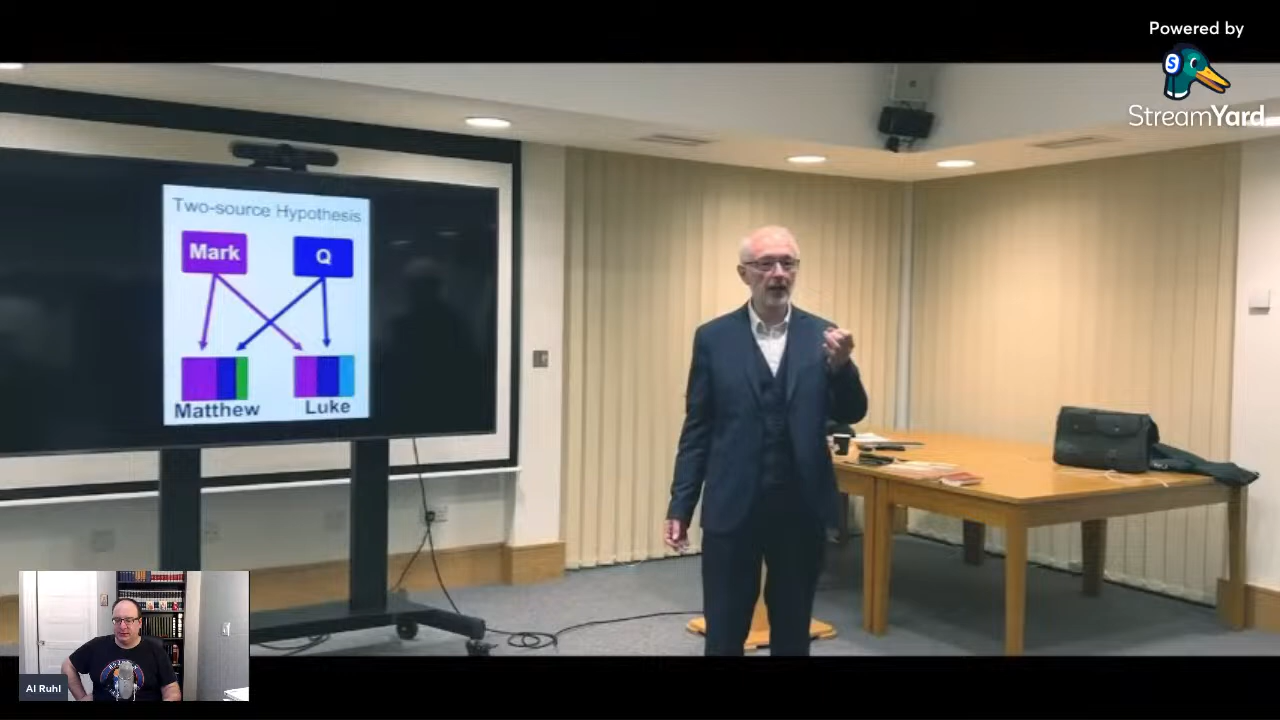 Powered by
StreamYard
Two-source Hypothesis
Mark
Q
Matthew
Luke
Al Ruhl